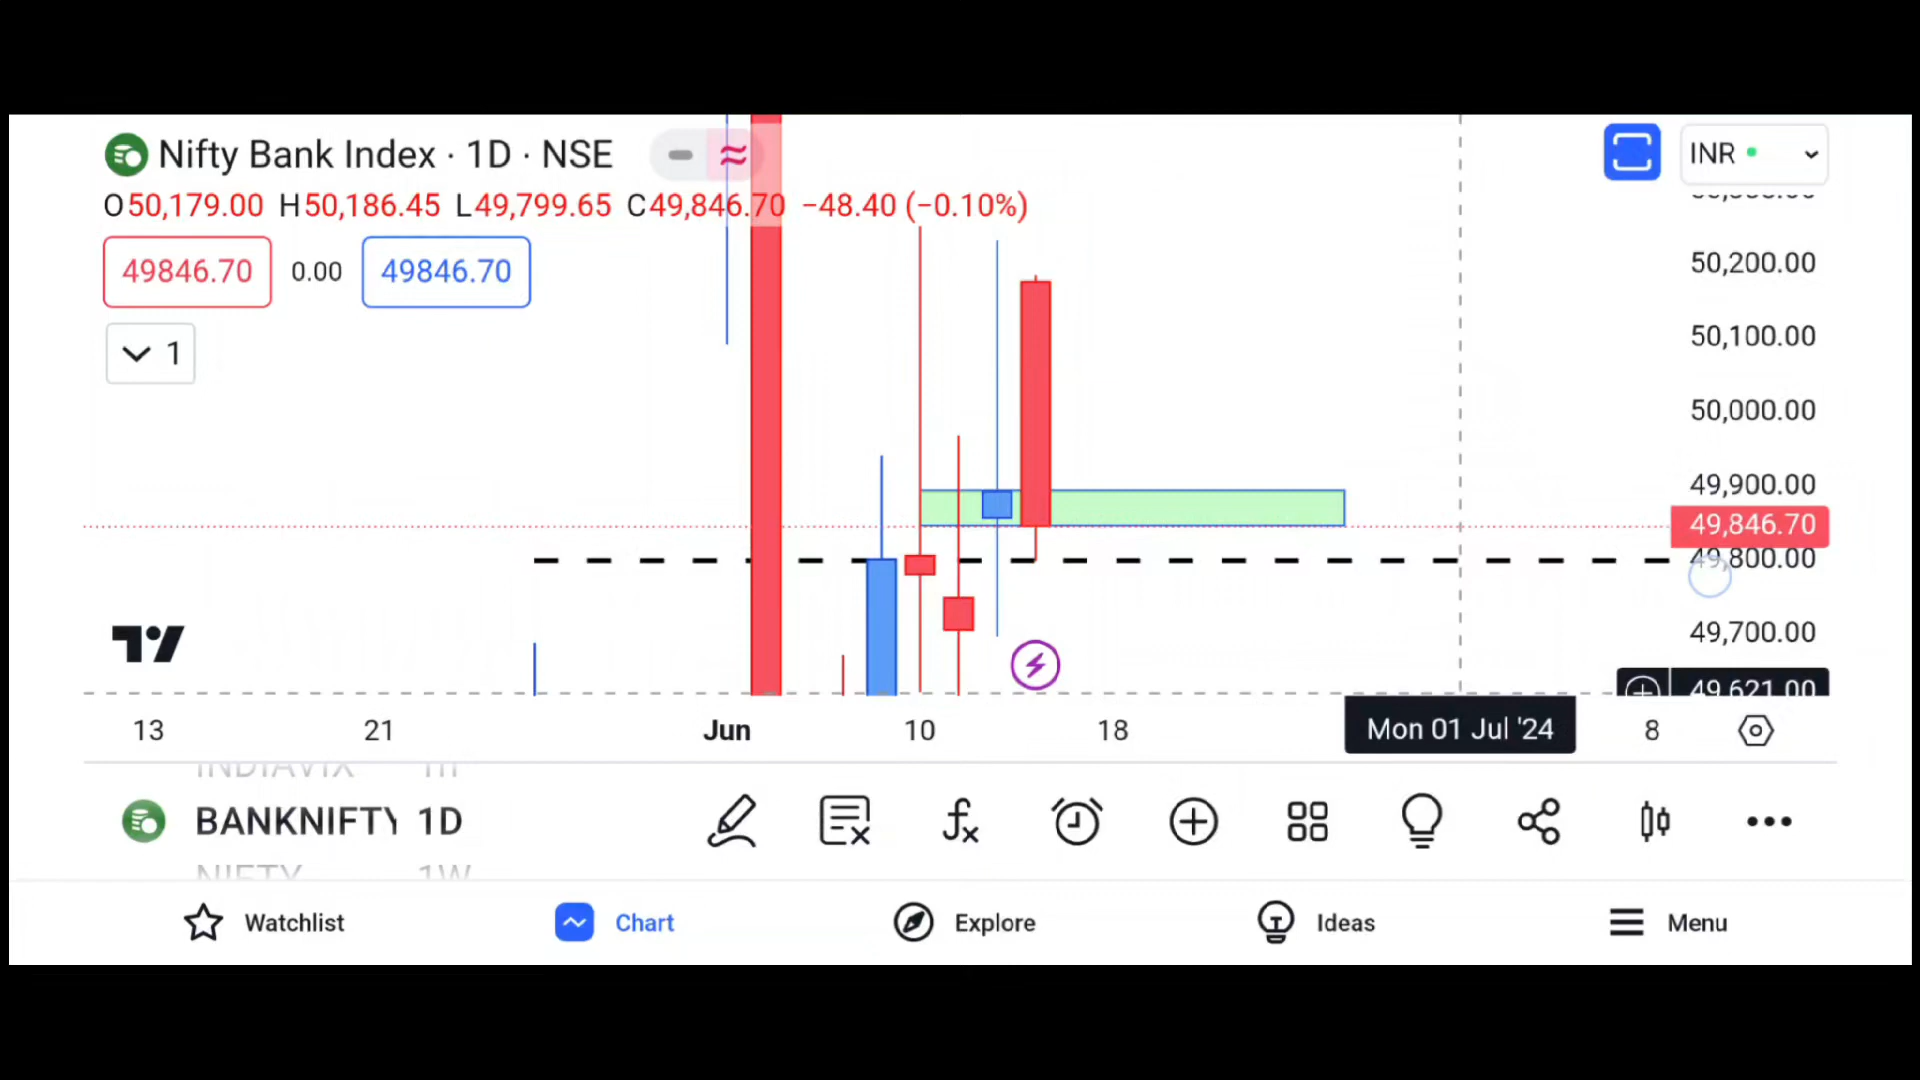 Nifty Bank Index · 1D · NSE
INR
O50,179.00 H50,186.45 L49,799.65 C49,846.70 −48.40 (−0.10%)
49846.70 0.00 49846.70
1
50,200.00
50,100.00
50,000.00
49,900.00
49,846.70
49,800.00
49,700.00
49,621.00
13 21 Jun 10 18 Mon 01 Jul '24 8
INDIAVIX
BANKNIFTY 1D
NIFTY 1W
Watchlist Chart Explore Ideas Menu